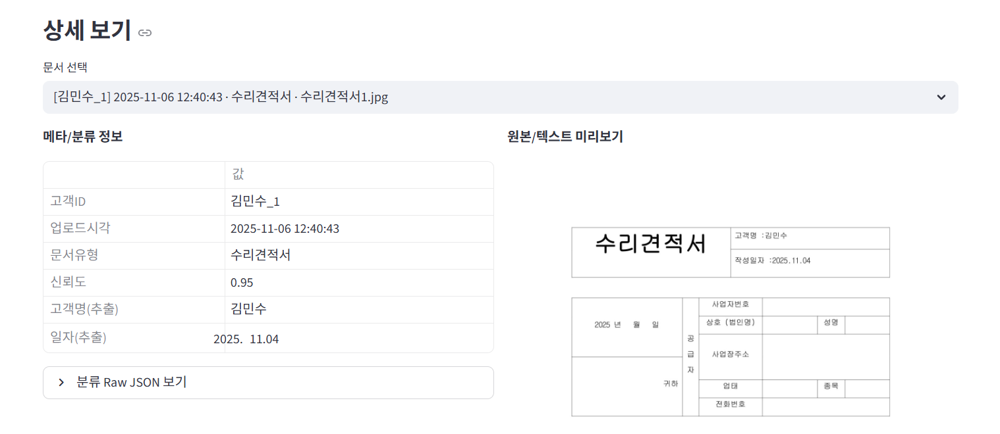 상세 보기
문서 선택
[김민수_1] 2025-11-06 12:40:43 · 수리견적서 · 수리견적서1.jpg
메타/분류 정보
값
고객ID 김민수_1
업로드시각 2025-11-06 12:40:43
문서유형 수리견적서
신뢰도 0.95
고객명(추출) 김민수
일자(추출) 2025. 11.04
분류 Raw JSON 보기
원본/텍스트 미리보기
수리견적서
고객명 :김민수
작성일자 :2025.11.04
2025 년 월 일
귀하
공
급
자
사업자번호
상호 (법인명) 성명
사업장주소
업태 종목
전화번호